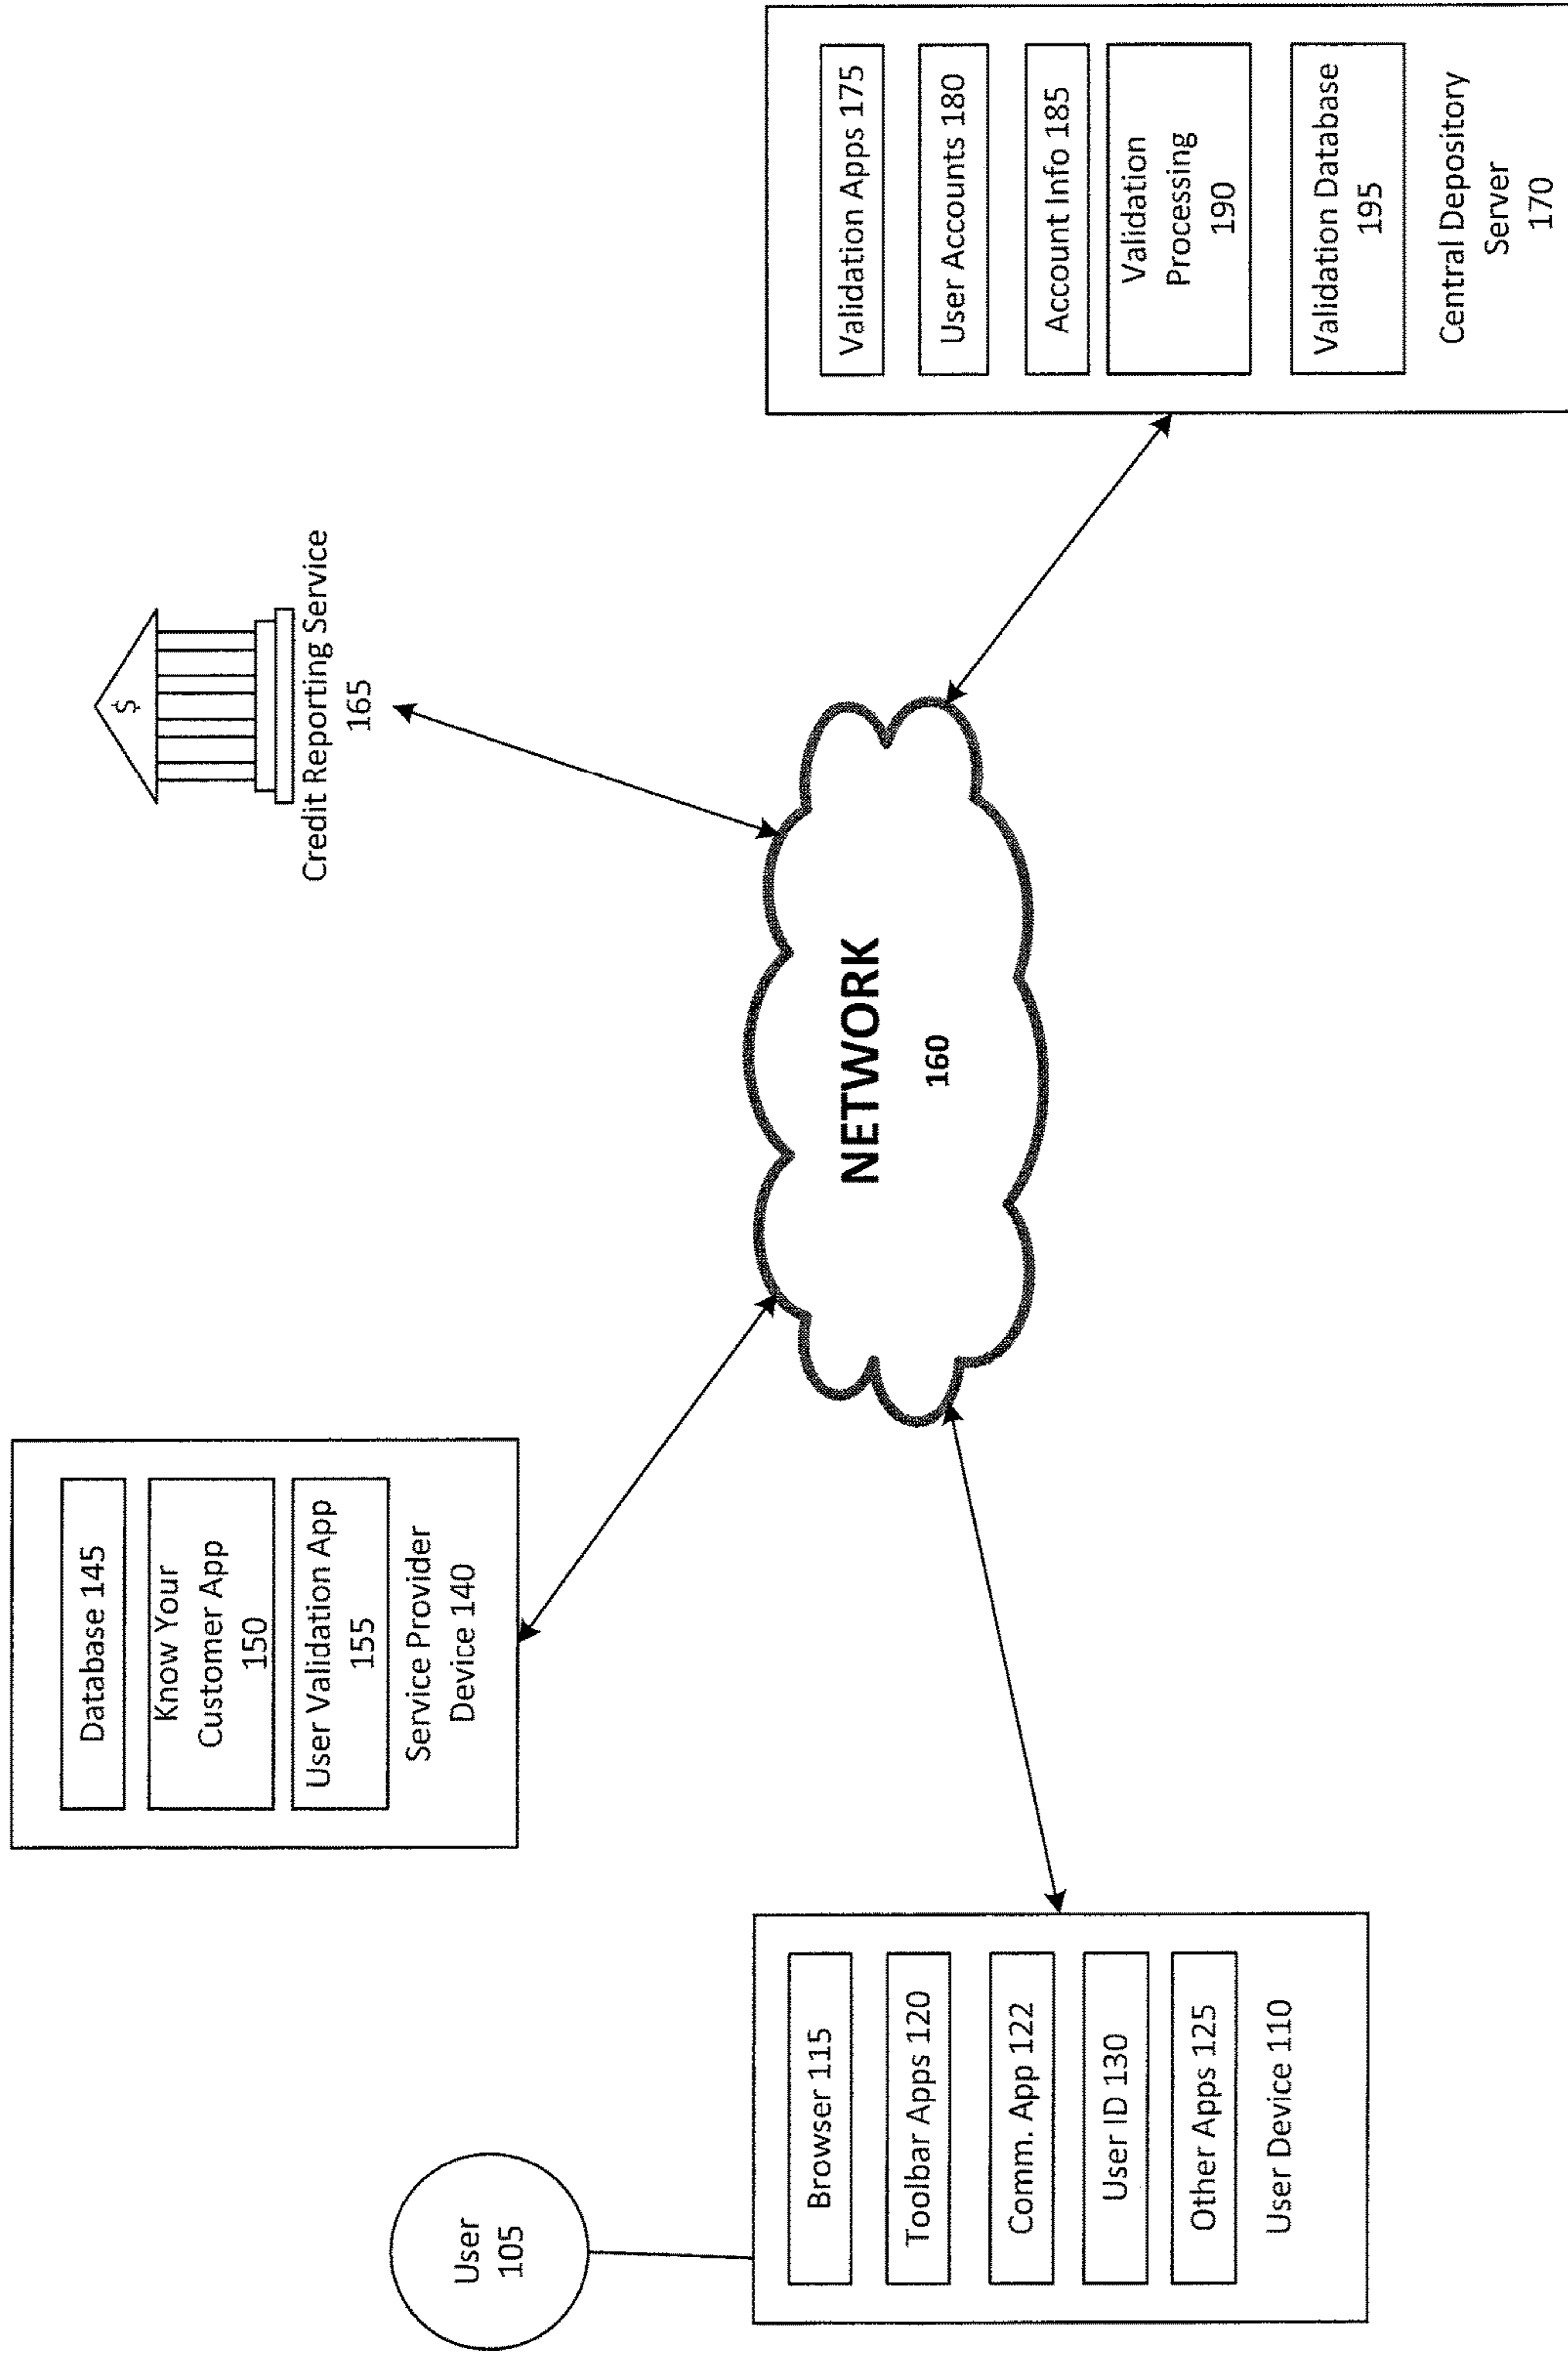 User
105
Browser 115
Toolbar Apps 120
Comm. App 122
User ID 130
Other Apps 125
User Device 110
Database 145
Know Your
Customer App
150
User Validation App
155
Service Provider
Device 140
NETWORK
160
$
Credit Reporting Service
165
Validation Apps 175
User Accounts 180
Account Info 185
Validation
Processing
190
Validation Database
195
Central Depository
Server
170